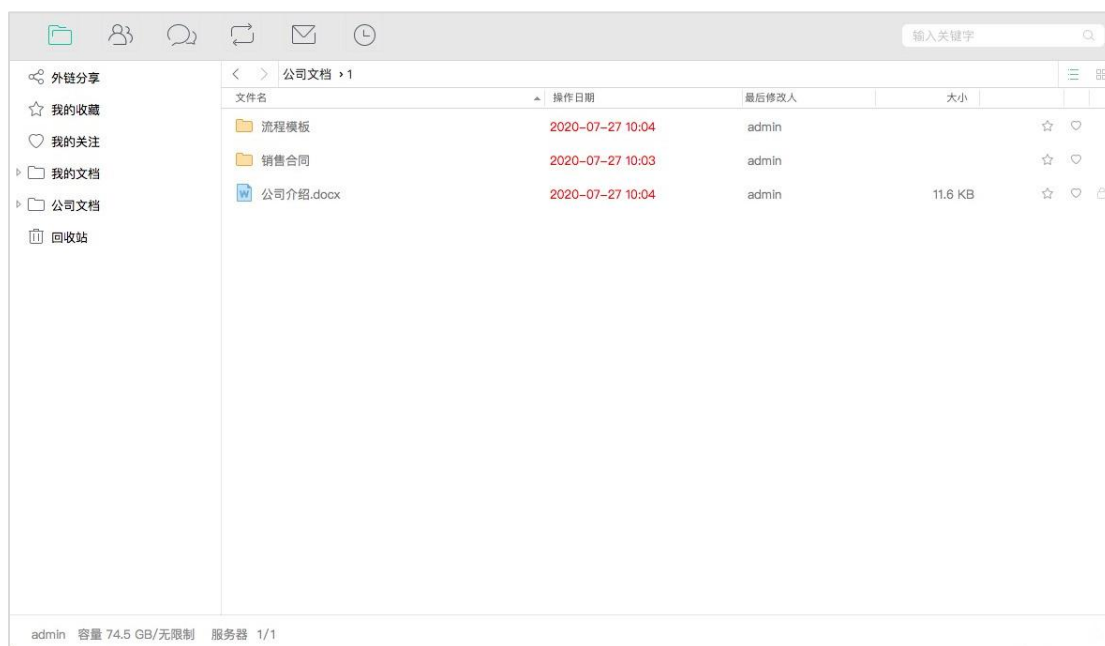 输入关键字
外链分享
我的收藏
我的关注
我的文档
公司文档
回收站
公司文档 › 1
文件名 操作日期 最后修改人 大小
流程模板 2020-07-27 10:04 admin
销售合同 2020-07-27 10:03 admin
W 公司介绍.docx 2020-07-27 10:04 admin 11.6 KB
admin 容量 74.5 GB/无限制 服务器 1/1